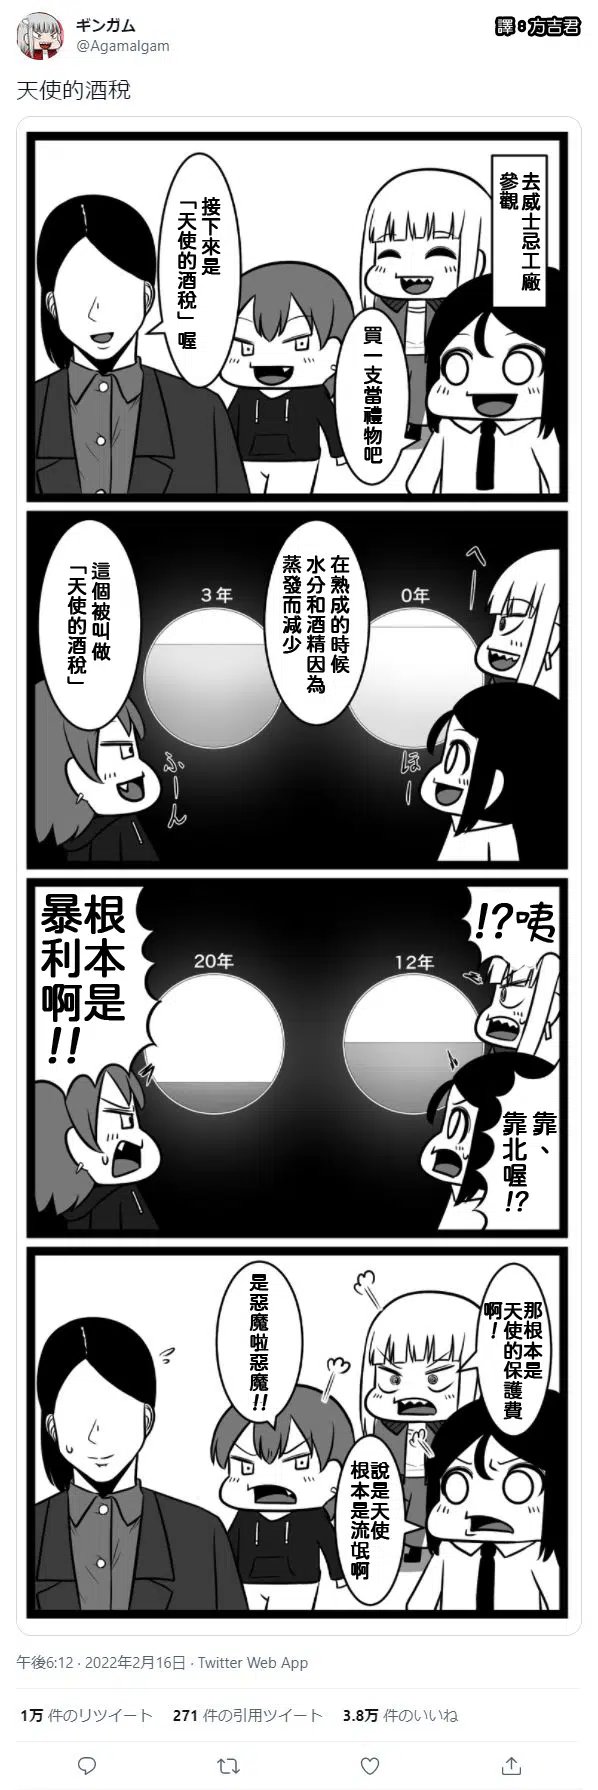 ギンガム
@Agamalgam
譯:方吉君
天使的酒稅
去威士忌工廠
參觀
買一支當禮物吧
接下來是
「天使的酒稅」喔
0年
3年
へー
ほー
ふーん
在熟成的時候
水分和酒精因為
蒸發而減少
這個被叫做
「天使的酒稅」
咦!?
12年
20年
靠、
靠北喔!?
根本是
暴利啊!!
那根本是
天使的保護費
啊!
說是天使
根本是流氓啊
是惡魔啦惡魔!!
午後6:12 · 2022年2月16日 · Twitter Web App
1万 件のリツイート 271 件の引用ツイート 3.8万 件のいいね